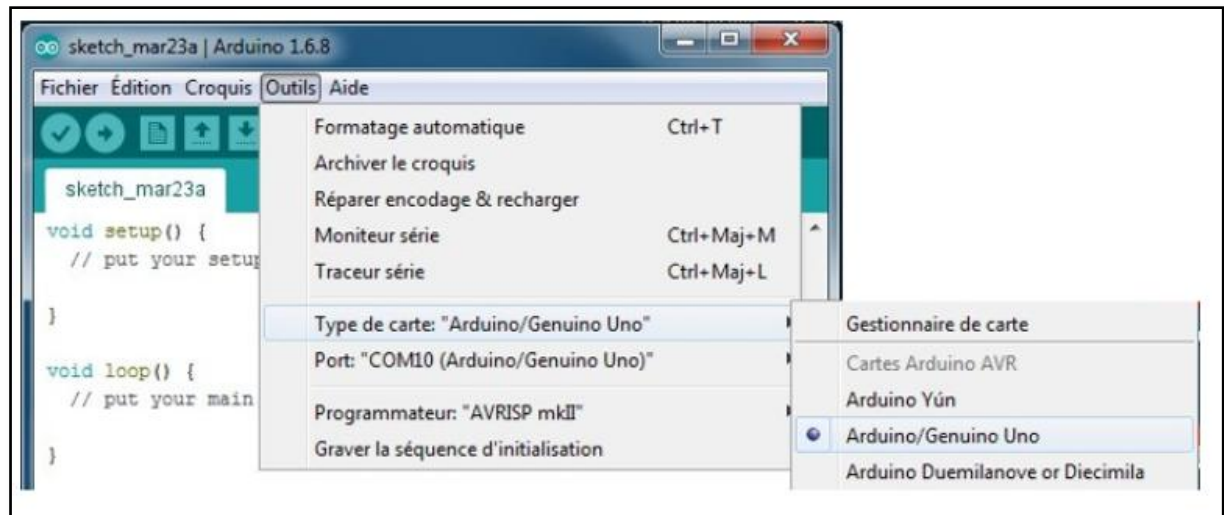 sketch_mar23a | Arduino 1.6.8
Fichier Édition Croquis Outils Aide
sketch_mar23a
void setup() {
// put your setup
}
void loop() {
// put your main
}
Formatage automatique Ctrl+T
Archiver le croquis
Réparer encodage & recharger
Moniteur série Ctrl+Maj+M
Traceur série Ctrl+Maj+L
Type de carte: "Arduino/Genuino Uno"
Port: "COM10 (Arduino/Genuino Uno)"
Programmateur: "AVRISP mkII"
Graver la séquence d'initialisation
Gestionnaire de carte
Cartes Arduino AVR
Arduino Yún
Arduino/Genuino Uno
Arduino Duemilanove or Diecimila